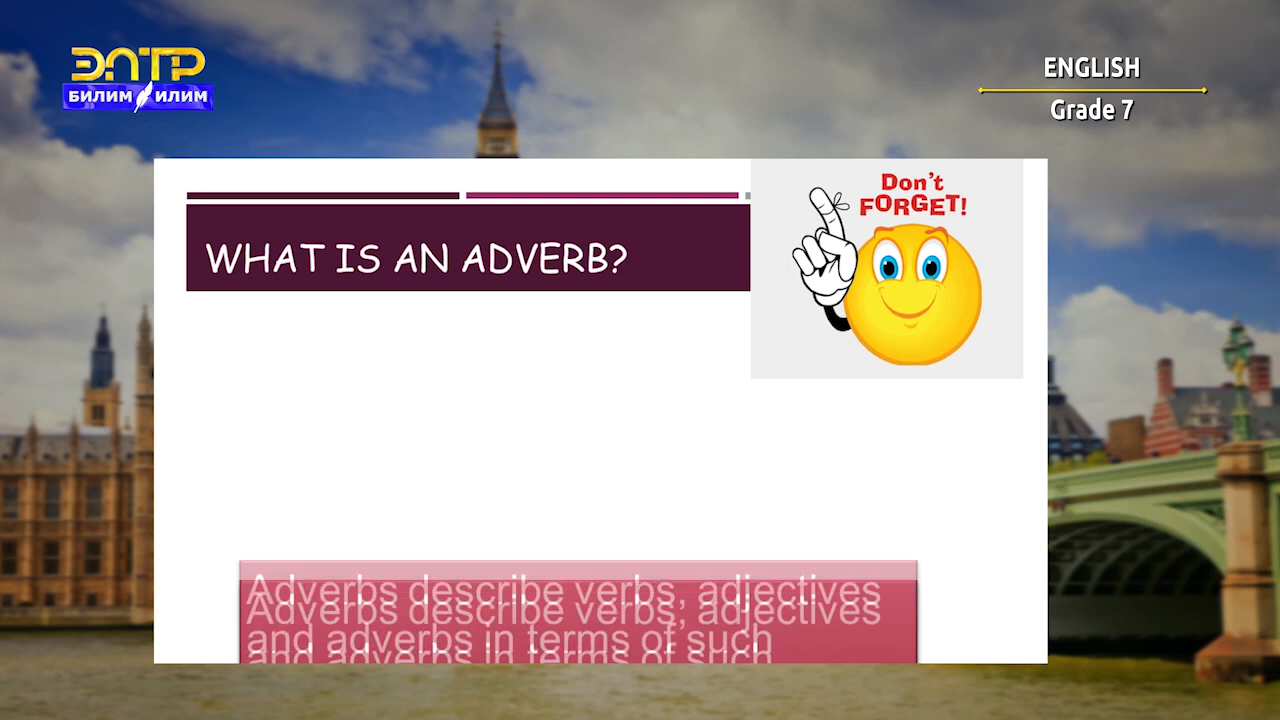 ЭЛТР
БИЛИМ ИЛИМ
ENGLISH
Grade 7
Don't
FORGET!
WHAT IS AN ADVERB?
Adverbs describe verbs, adjectives
and adverbs in terms of such